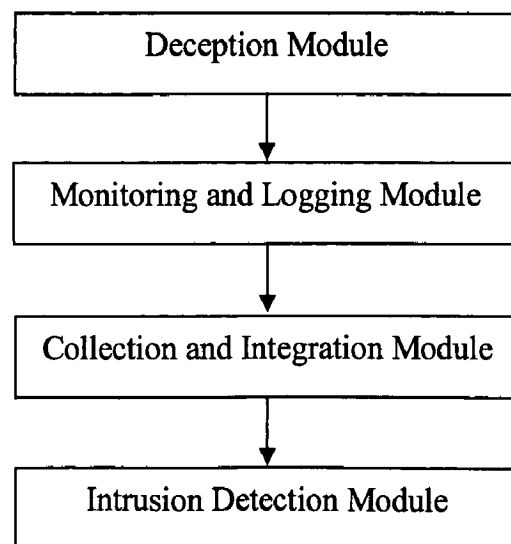 Deception Module
Monitoring and Logging Module
Collection and Integration Module
Intrusion Detection Module